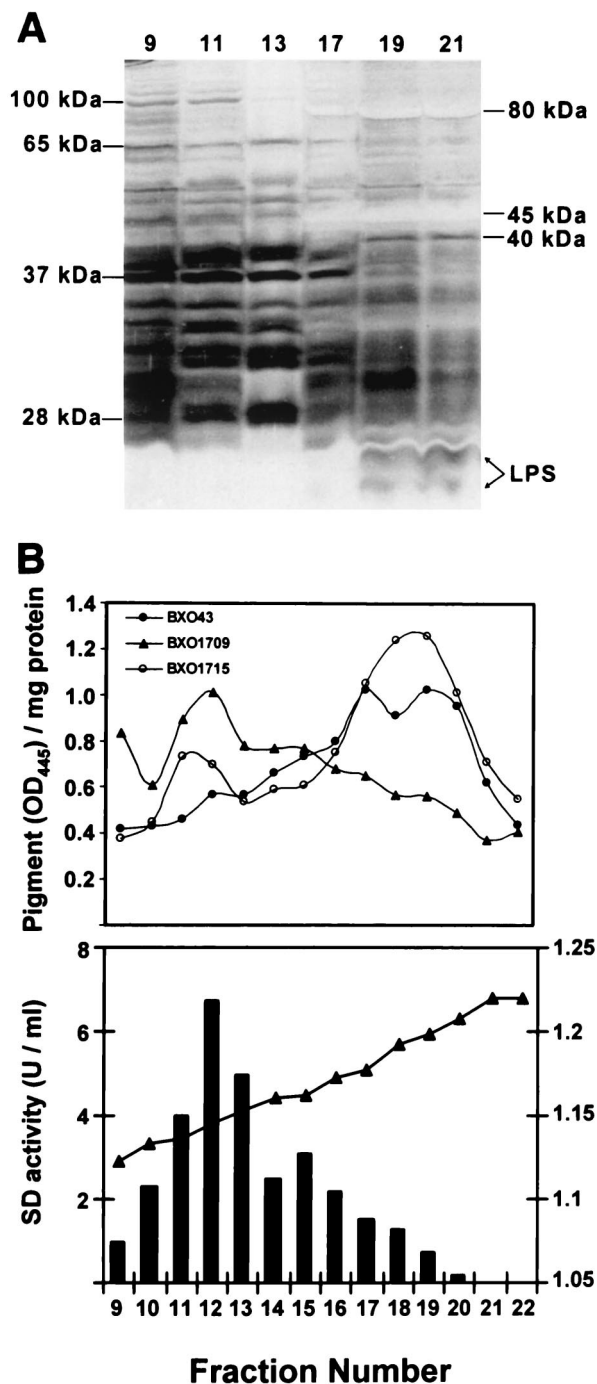 A
9 11 13 17 19 21
100 kDa
80 kDa
65 kDa
45 kDa
40 kDa
37 kDa
28 kDa
LPS
B
Pigment (OD445) / mg protein
1.4
1.2
1.0
0.8
0.6
0.4
0.2
BXO43
BXO1709
BXO1715
SD activity (U / ml)
8
6
4
2
1.25
1.2
1.15
1.1
1.05
9 10 11 12 13 14 15 16 17 18 19 20 21 22
Fraction Number